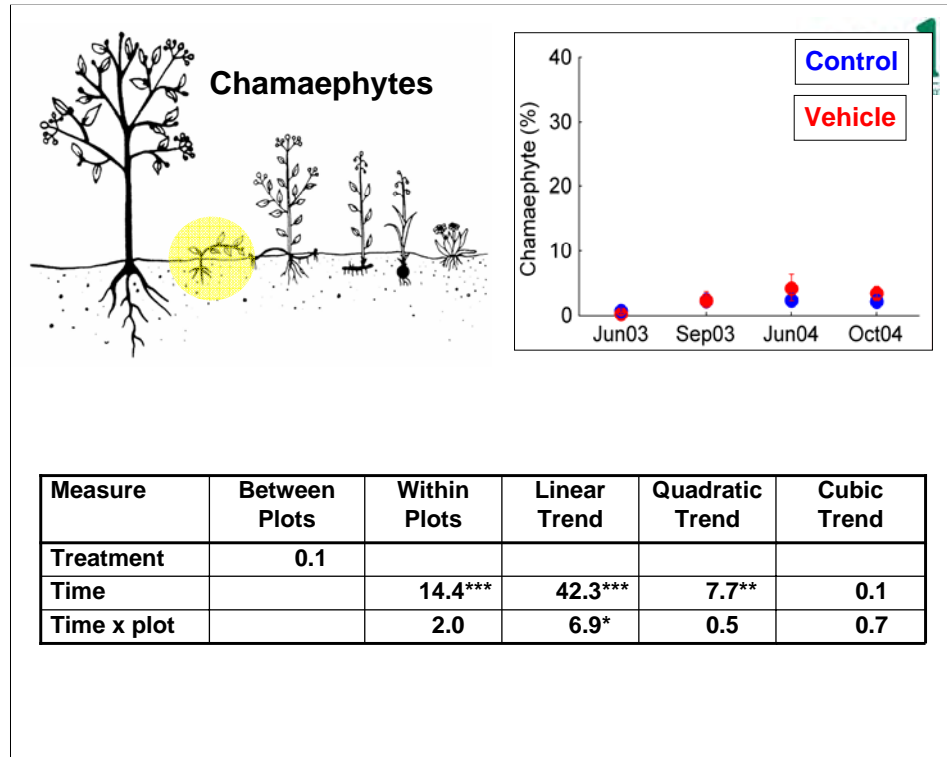 Chamaephytes
Control
Vehicle
Chamaephyte (%)
40
30
20
10
0
Jun03 Sep03 Jun04 Oct04
Measure Between Plots Within Plots Linear Trend Quadratic Trend Cubic Trend
Treatment 0.1
Time 14.4*** 42.3*** 7.7** 0.1
Time x plot 2.0 6.9* 0.5 0.7